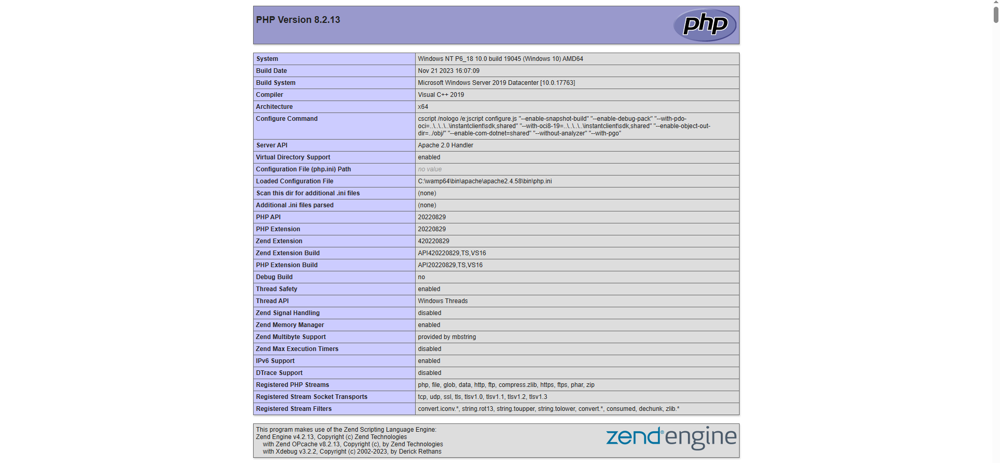 PHP Version 8.2.13
php
System Windows NT P6_18 10.0 build 19045 (Windows 10) AMD64
Build Date Nov 21 2023 16:07:09
Build System Microsoft Windows Server 2019 Datacenter [10.0.17763]
Compiler Visual C++ 2019
Architecture x64
Configure Command cscript /nologo /e:jscript configure.js "--enable-snapshot-build" "--enable-debug-pack" "--with-pdo-
oci=..\..\..\..\instantclient\sdk,shared" "--with-oci8-19=..\..\..\..\instantclient\sdk,shared" "--enable-object-out-
dir=../obj/" "--enable-com-dotnet=shared" "--without-analyzer" "--with-pgo"
Server API Apache 2.0 Handler
Virtual Directory Support enabled
Configuration File (php.ini) Path no value
Loaded Configuration File C:\wamp64\bin\apache\apache2.4.58\bin\php.ini
Scan this dir for additional .ini files (none)
Additional .ini files parsed (none)
PHP API 20220829
PHP Extension 20220829
Zend Extension 420220829
Zend Extension Build API420220829,TS,VS16
PHP Extension Build API20220829,TS,VS16
Debug Build no
Thread Safety enabled
Thread API Windows Threads
Zend Signal Handling disabled
Zend Memory Manager enabled
Zend Multibyte Support provided by mbstring
Zend Max Execution Timers disabled
IPv6 Support enabled
DTrace Support disabled
Registered PHP Streams php, file, glob, data, http, ftp, compress.zlib, https, ftps, phar, zip
Registered Stream Socket Transports tcp, udp, ssl, tls, tlsv1.0, tlsv1.1, tlsv1.2, tlsv1.3
Registered Stream Filters convert.iconv.*, string.rot13, string.toupper, string.tolower, convert.*, consumed, dechunk, zlib.*
This program makes use of the Zend Scripting Language Engine:
Zend Engine v4.2.13, Copyright (c) Zend Technologies
with Zend OPcache v8.2.13, Copyright (c), by Zend Technologies
with Xdebug v3.2.2, Copyright (c) 2002-2023, by Derick Rethans
zend® engine